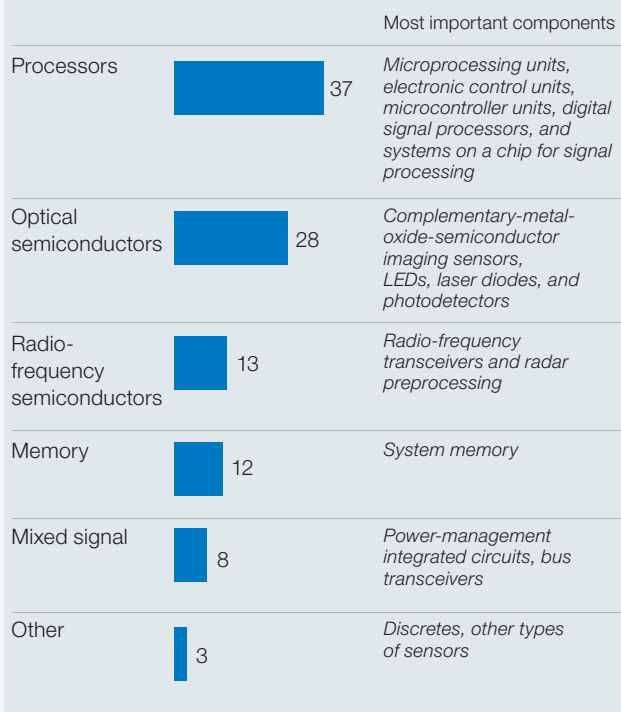 Most important components
Processors
37
Microprocessing units,
electronic control units,
microcontroller units, digital
signal processors, and
systems on a chip for signal
processing
Optical
semiconductors
28
Complementary-metal-
oxide-semiconductor
imaging sensors,
LEDs, laser diodes, and
photodetectors
Radio-
frequency
semiconductors
13
Radio-frequency
transceivers and radar
preprocessing
Memory
12
System memory
Mixed signal
8
Power-management
integrated circuits, bus
transceivers
Other
3
Discretes, other types
of sensors